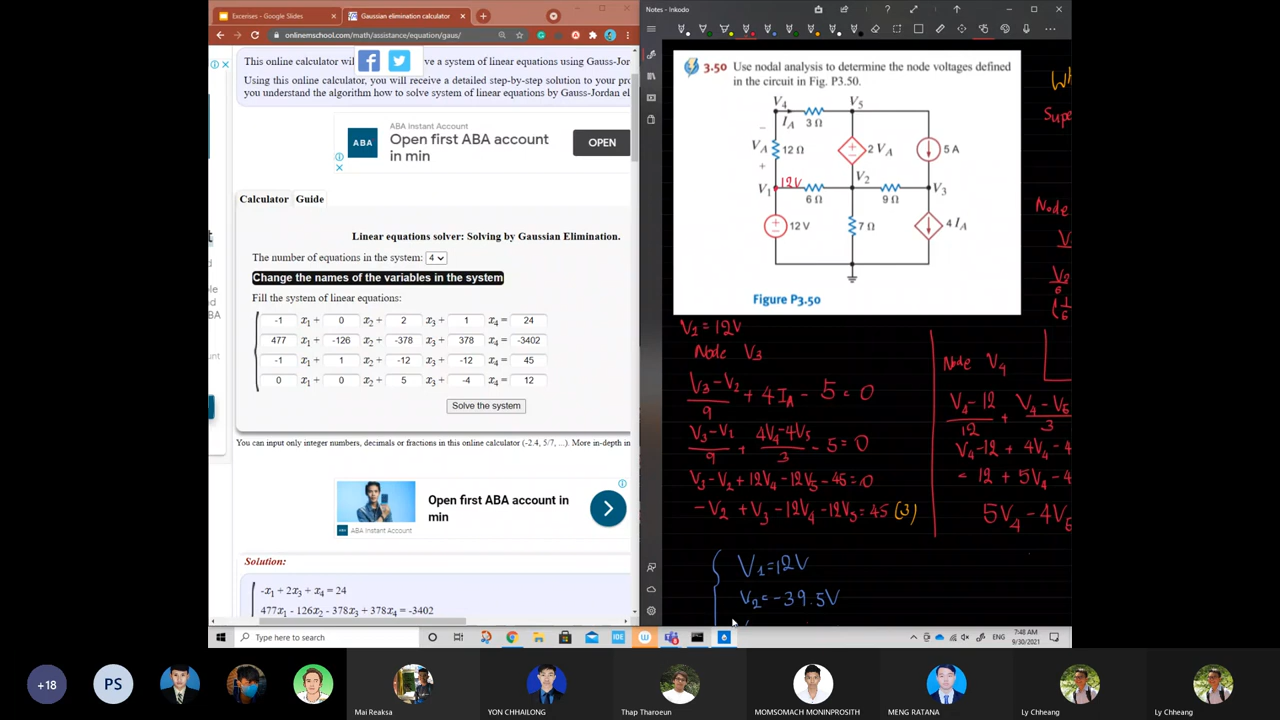 Excerises - Google Slides
Gaussian elimination calculator
onlinemschool.com/math/assistance/equation/gaus/
This online calculator wil
ve a system of linear equations using Gauss-Jor
Using this online calculator, you will receive a detailed step-by-step solution to your pro
you understand the algorithm how to solve system of linear equations by Gauss-Jordan el
ABA Instant Account
ABA
Open first ABA account
in min
OPEN
Calculator Guide
Linear equations solver: Solving by Gaussian Elimination.
The number of equations in the system: 4
Change the names of the variables in the system
Fill the system of linear equations:
-1 x1 + 0 x2 + 2 x3 + 1 x4 = 24
477 x1 + -126 x2 + -378 x3 + 378 x4 = -3402
-1 x1 + 1 x2 + -12 x3 + -12 x4 = 45
0 x1 + 0 x2 + 5 x3 + -4 x4 = 12
Solve the system
You can input only integer numbers, decimals or fractions in this online calculator (-2.4, 5/7, ...). More in-depth in
Open first ABA account in
min
ABA Instant Account
Solution:
-x1 + 2x3 + x4 = 24
477x1 - 126x2 - 378x3 + 378x4 = -3402
Type here to search
Notes - Inkodo
3.50 Use nodal analysis to determine the node voltages defined
in the circuit in Fig. P3.50.
V4 V5
IA 3 Ω
−
VA 12 Ω 2 VA 5 A
+
V2
V1 12V V3
6 Ω 9 Ω
12 V 7 Ω 4 IA
Figure P3.50
V1 = 12V
Node V3
V3 - V2 / 9 + 4IA - 5 = 0
V3 - V2 / 9 + 4V4 - 4V5 / 3 - 5 = 0
V3 - V2 + 12V4 - 12V5 - 45 = 0
- V2 + V3 - 12V4 - 12V5 = 45 (3)
Node V4
V4 - 12 / 12 + V4 - V5 / 3
V4 - 12 + 4V4 - 4
= 12 + 5V4 - 4
5V4 - 4V5
V1 = 12V
V2 = -39.5V
Supe
Node
ENG
7:48 AM
9/30/2021
+18
PS
Mai Reaksa
YON CHHAILONG
Thap Tharoeun
MOMSOMACH MONINPROSITH
MENG RATANA
Ly Chheang
Ly Chheang